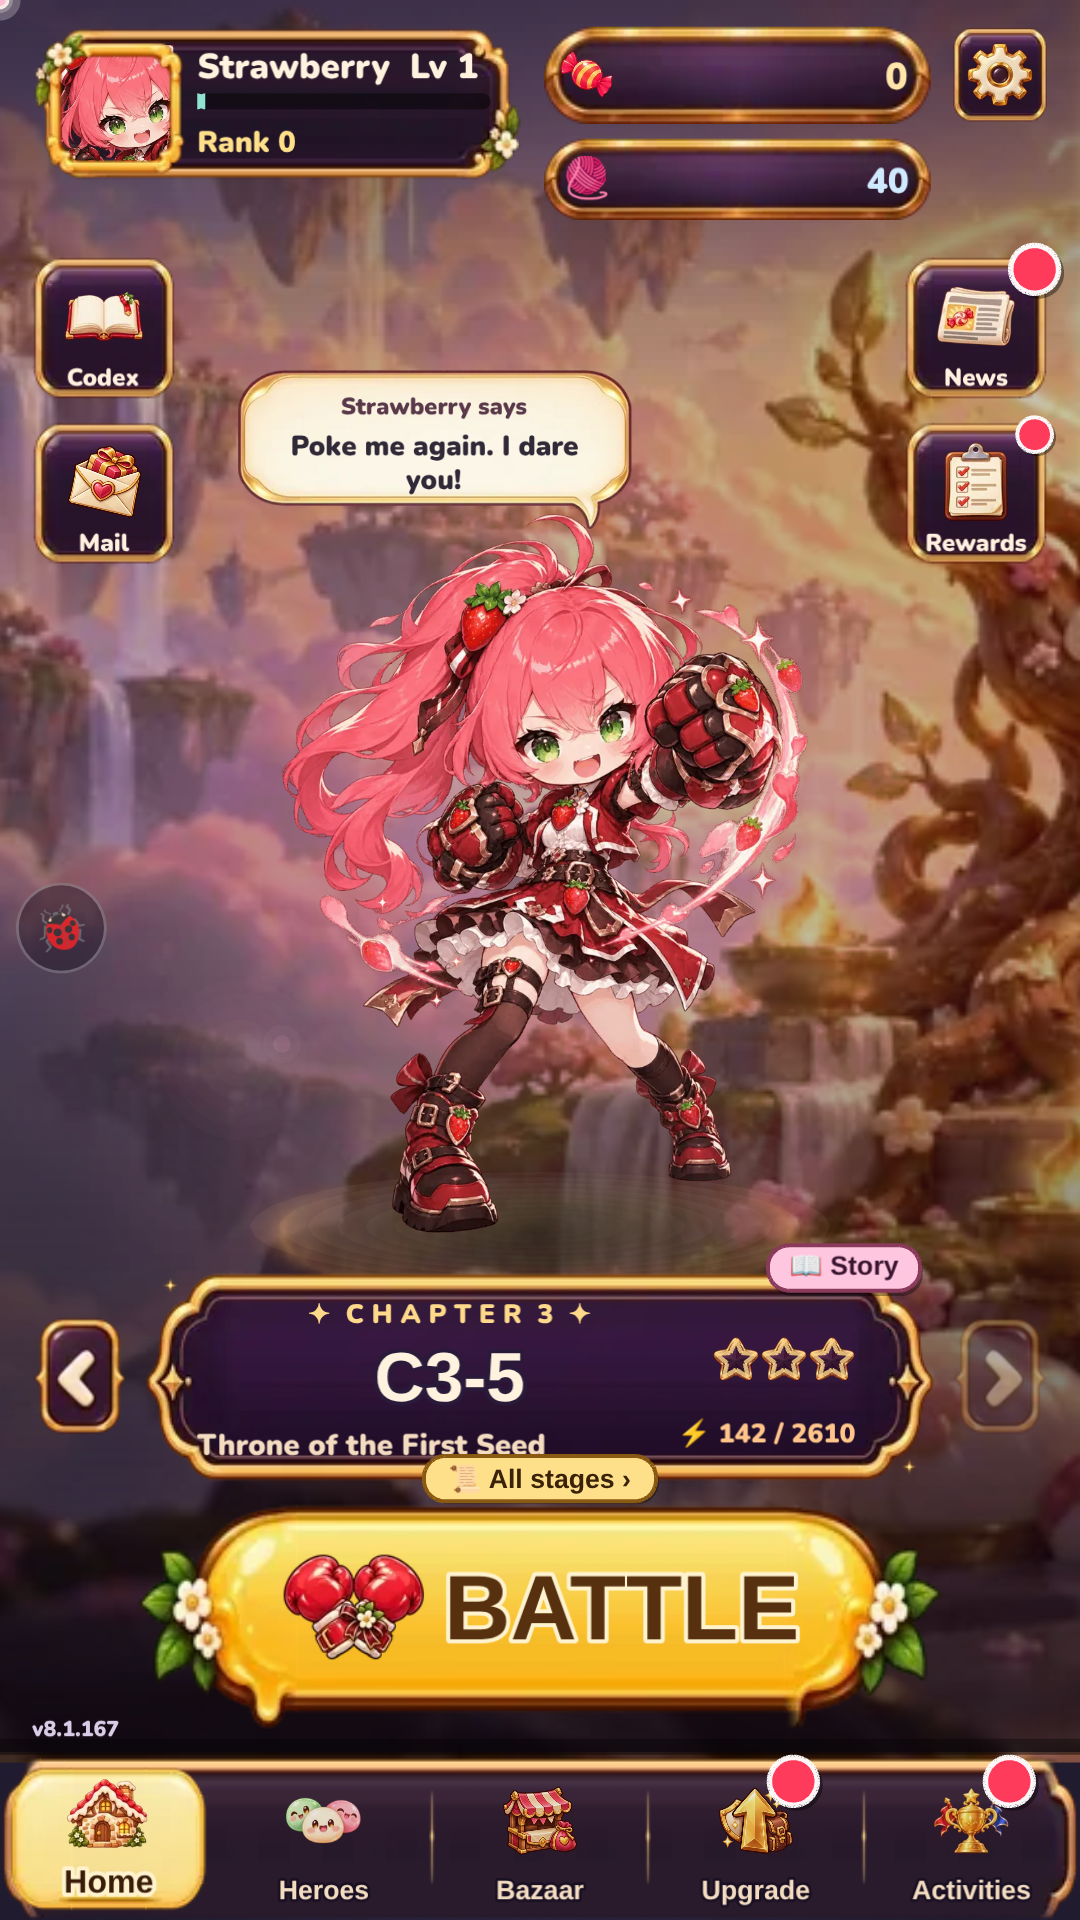 Strawberry Lv 1
Rank 0
0
40
Codex
News
Mail
Rewards
Strawberry says
Poke me again. I dare
you!
📖 Story
✦ CHAPTER 3 ✦
C3-5
Throne of the First Seed
⚡ 142 / 2610
📜 All stages ›
BATTLE
v8.1.167
Home
Heroes
Bazaar
Upgrade
Activities